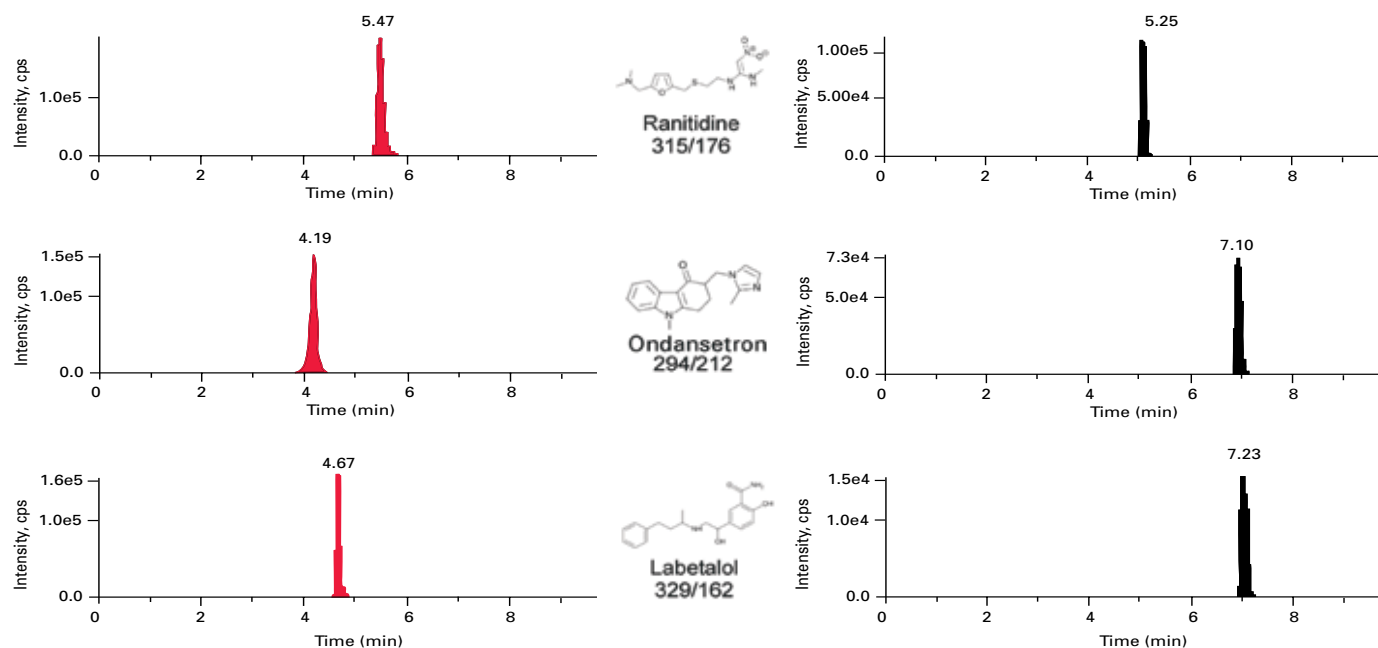 5.47
Intensity, cps
1.0e5
0.0
0 2 4 6 8
Time (min)
Ranitidine
315/176
5.25
Intensity, cps
1.00e5
5.00e4
0.0
0 2 4 6 8
Time (min)
4.19
Intensity, cps
1.5e5
1.0e5
0.0
0 2 4 6 8
Time (min)
O
N
N
N
Ondansetron
294/212
7.10
Intensity, cps
7.3e4
5.0e4
0.0
0 2 4 6 8
Time (min)
4.67
Intensity, cps
1.6e5
1.0e5
0.0
0 2 4 6 8
Time (min)
OH
NH
OH
Labetalol
329/162
7.23
Intensity, cps
1.5e4
1.0e4
0.0
0 2 4 6 8
Time (min)